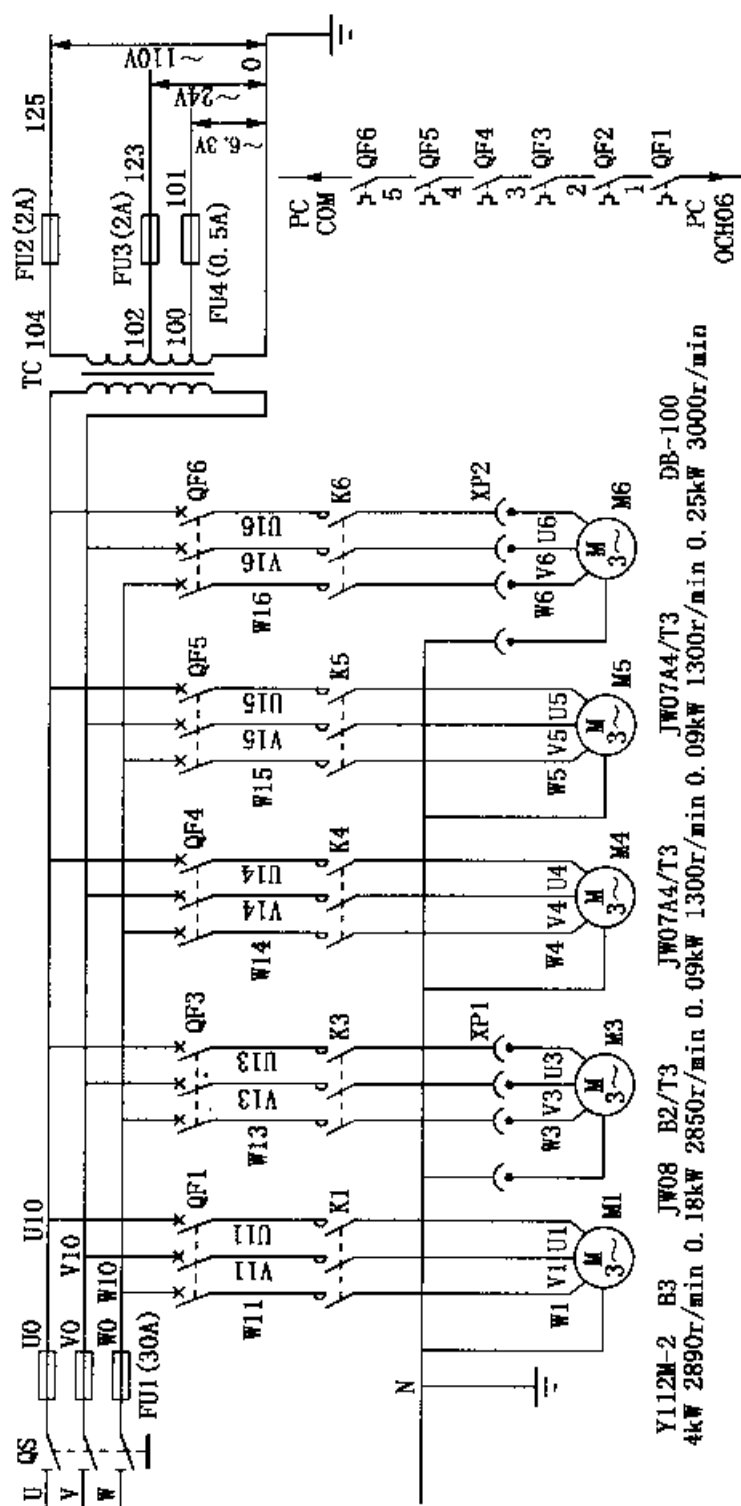 U
V
W
QS
FU1(30A)
U0
V0
W0
U10
V10
W10
QF1
U11
V11
W11
K1
W1
V1
U1
M
3~
M1
QF3
U13
V13
W13
K3
XP1
W3
V3
U3
M
3~
M3
QF4
U14
V14
W14
K4
W4
V4
U4
M
3~
M4
QF5
U15
V15
W15
K5
W5
V5
U5
M
3~
M5
QF6
U16
V16
W16
K6
XP2
W6
V6
U6
M
3~
M6
N
TC
104
102
100
FU2(2A)
FU3(2A)
FU4(0.5A)
125
123
101
~110V
~24V
~6.3V
0
PC
COM
QF6
5
QF5
4
QF4
3
QF3
2
QF2
1
QF1
PC
OCH06
Y112M-2 B3 JW08 B2/T3 JW07A4/T3 JW07A4/T3 DB-100
4kW 2890r/min 0.18kW 2850r/min 0.09kW 1300r/min 0.09kW 1300r/min 0.25kW 3000r/min